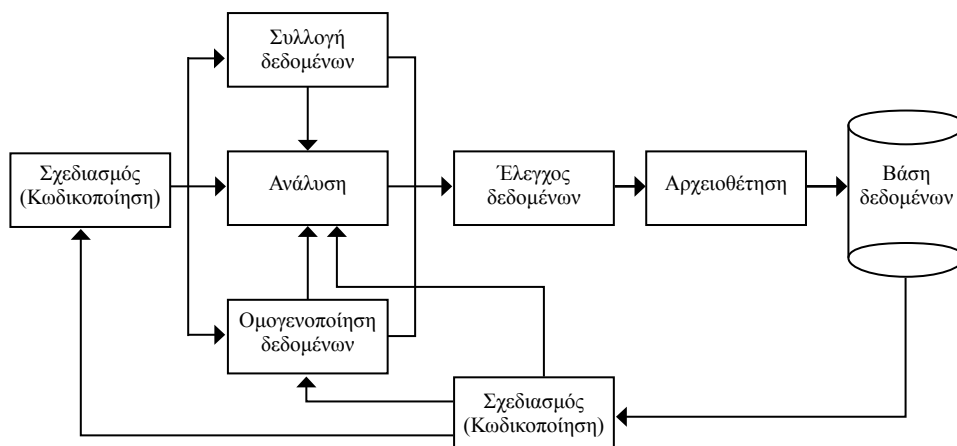 Συλλογή
δεδομένων
Σχεδιασμός
(Κωδικοποίηση)
Ανάλυση
Έλεγχος
δεδομένων
Αρχειοθέτηση
Βάση
δεδομένων
Ομογενοποίηση
δεδομένων
Σχεδιασμός
(Κωδικοποίηση)